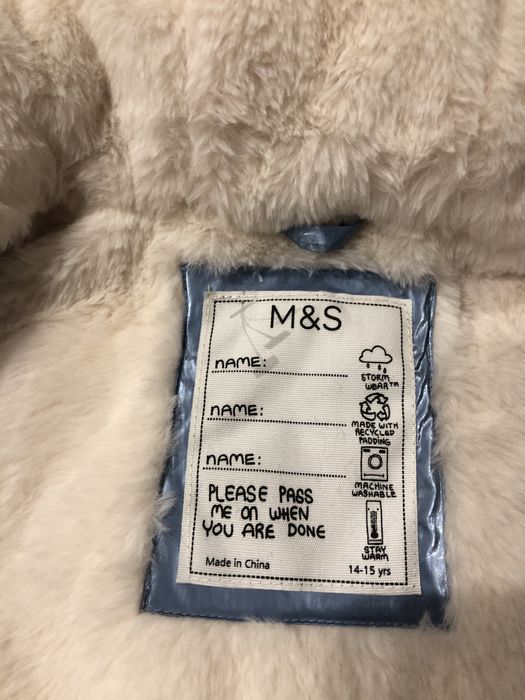 M&S
NAME:
NAME:
NAME:
PLEASE PASS
ME ON WHEN
YOU ARE DONE
Made in China
STORM
WEAR™
MADE WITH
RECYCLED
PADDING
MACHINE
WASHABLE
STAY
WARM
14-15 yrs